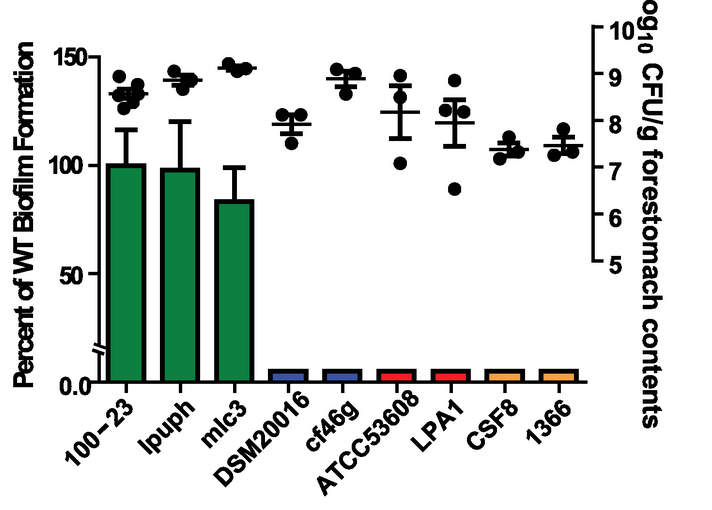 Percent of WT Biofilm Formation
150
100
50
0.0
10
9
8
7
6
5
og10 CFU/g forestomach contents
100-23
lpuph
mlc3
DSM20016
cf46g
ATCC53608
LPA1
CSF8
1366